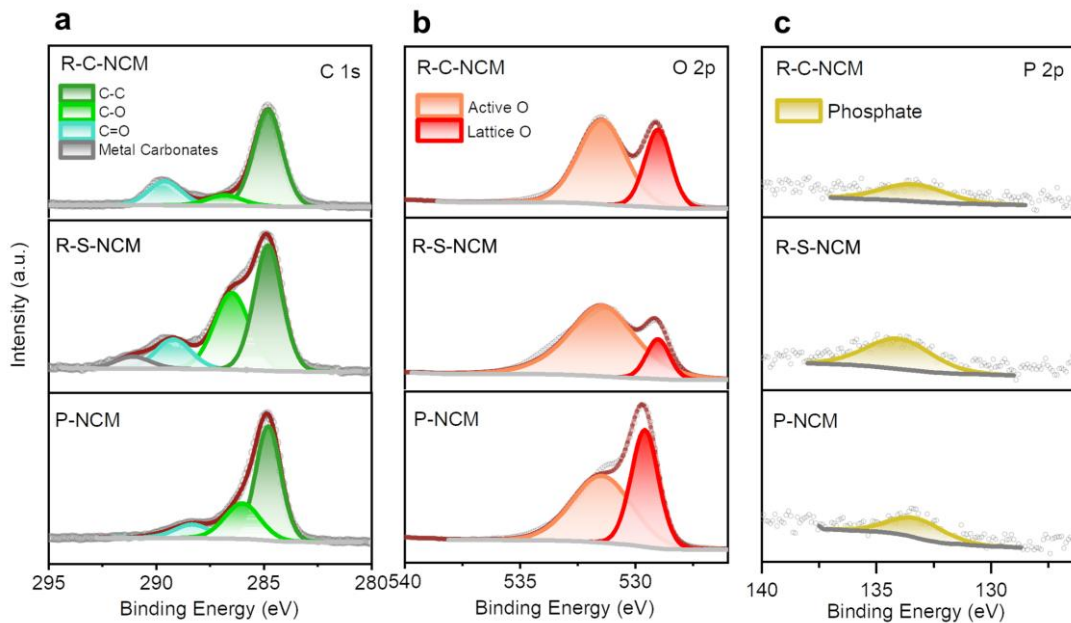 a
R-C-NCM
C 1s
C-C
C-O
C=O
Metal Carbonates
R-S-NCM
P-NCM
295
290
285
280
Binding Energy (eV)
Intensity (a.u.)
b
R-C-NCM
O 2p
Active O
Lattice O
R-S-NCM
P-NCM
540
535
530
Binding Energy (eV)
c
R-C-NCM
P 2p
Phosphate
R-S-NCM
P-NCM
140
135
130
Binding Energy (eV)